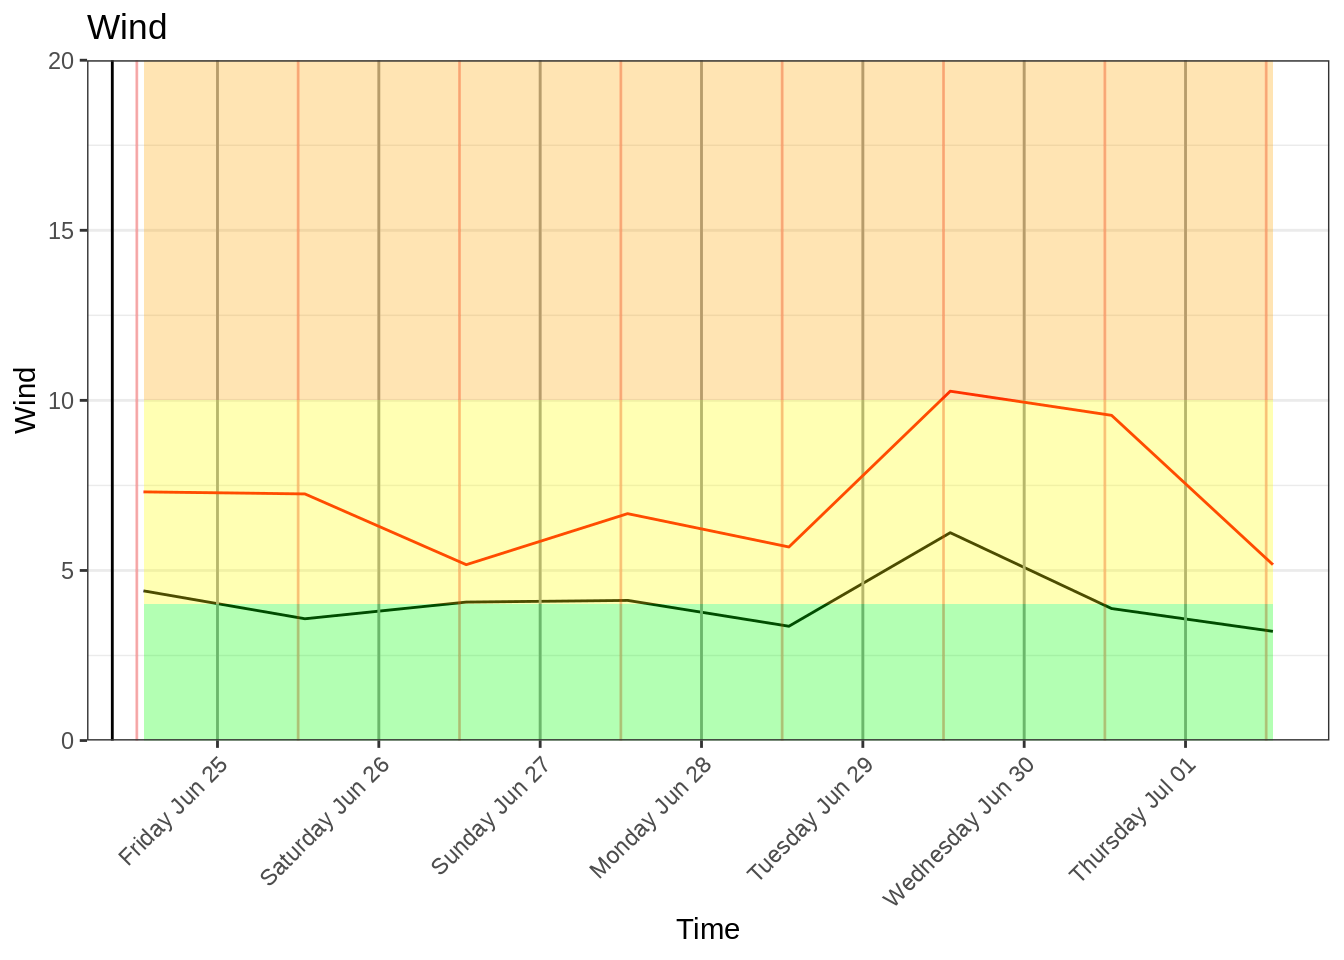 Wind
20
15
10
5
0
Wind
Friday Jun 25
Saturday Jun 26
Sunday Jun 27
Monday Jun 28
Tuesday Jun 29
Wednesday Jun 30
Thursday Jul 01
Time